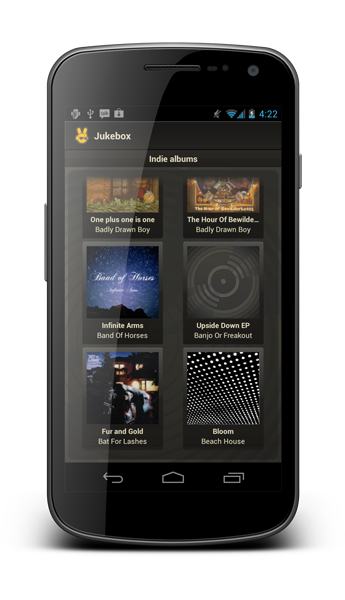 4:22
Jukebox
Indie albums
One plus one is one
Badly Drawn Boy
The Hour Of Bewilde...
Badly Drawn Boy
Band of Horses
Infinite Arms
Infinite Arms
Band Of Horses
Upside Down EP
Banjo Or Freakout
Fur and Gold
Bat For Lashes
Bloom
Beach House